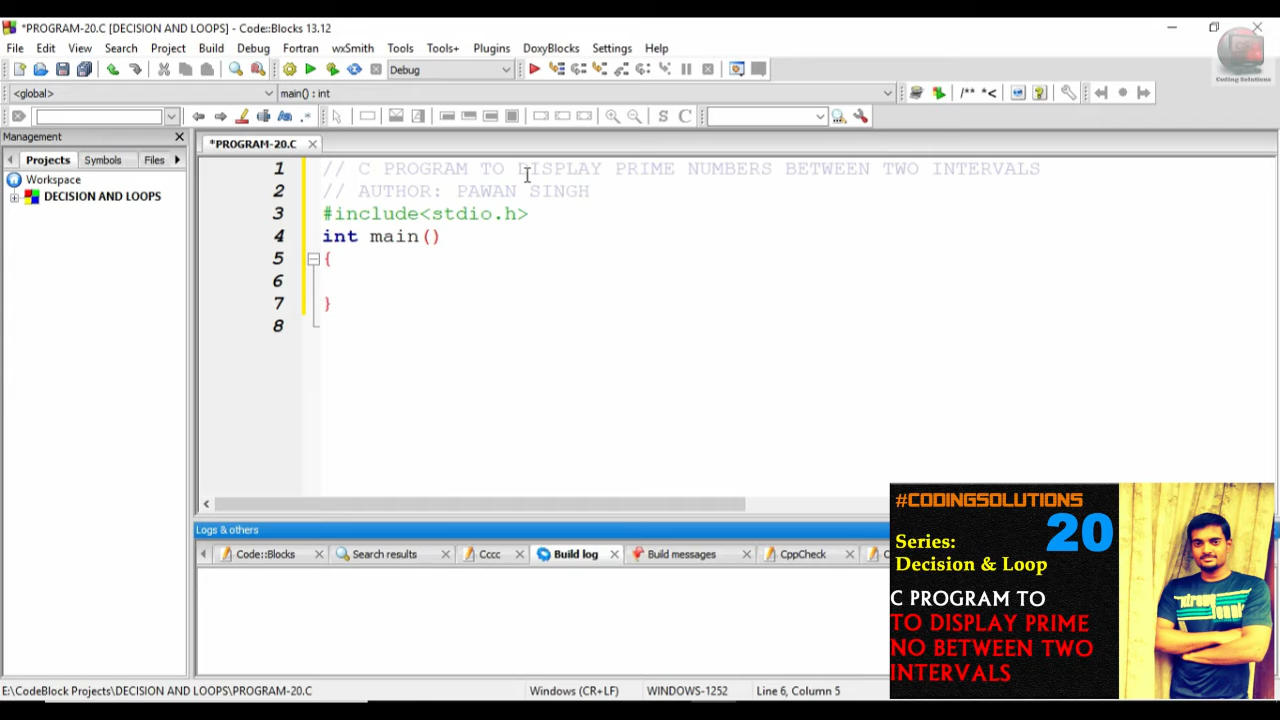 *PROGRAM-20.C [DECISION AND LOOPS] - Code::Blocks 13.12
Coding Solutions
File Edit View Search Project Build Debug Fortran wxSmith Tools Tools+ Plugins DoxyBlocks Settings Help
Debug
<global> main() : int
/** *<
S C
Management
*PROGRAM-20.C
Projects Symbols Files
Workspace
DECISION AND LOOPS
1 // C PROGRAM TO DISPLAY PRIME NUMBERS BETWEEN TWO INTERVALS
2 // AUTHOR: PAWAN SINGH
3 #include<stdio.h>
4 int main()
5 {
6
7 }
8
Logs & others
Code::Blocks Search results Cccc Build log Build messages CppCheck
#CODINGSOLUTIONS
20
Series:
Decision & Loop
C PROGRAM TO
TO DISPLAY PRIME
NO BETWEEN TWO
INTERVALS
E:\CodeBlock Projects\DECISION AND LOOPS\PROGRAM-20.C Windows (CR+LF) WINDOWS-1252 Line 6, Column 5